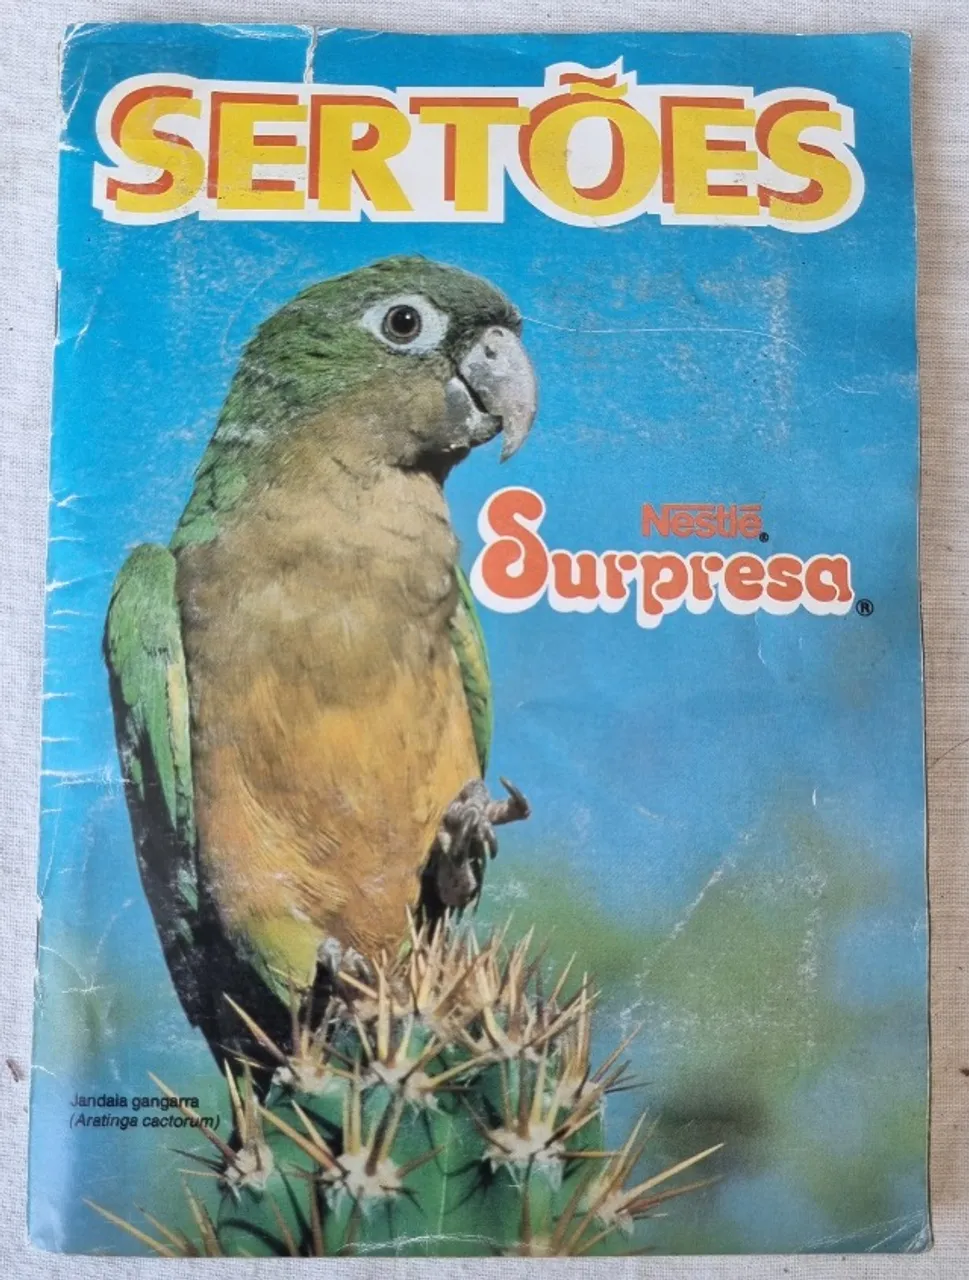 SERTÕES
Nestlé®
Surpresa®
Jandaia gangarra
(Aratinga cactorum)